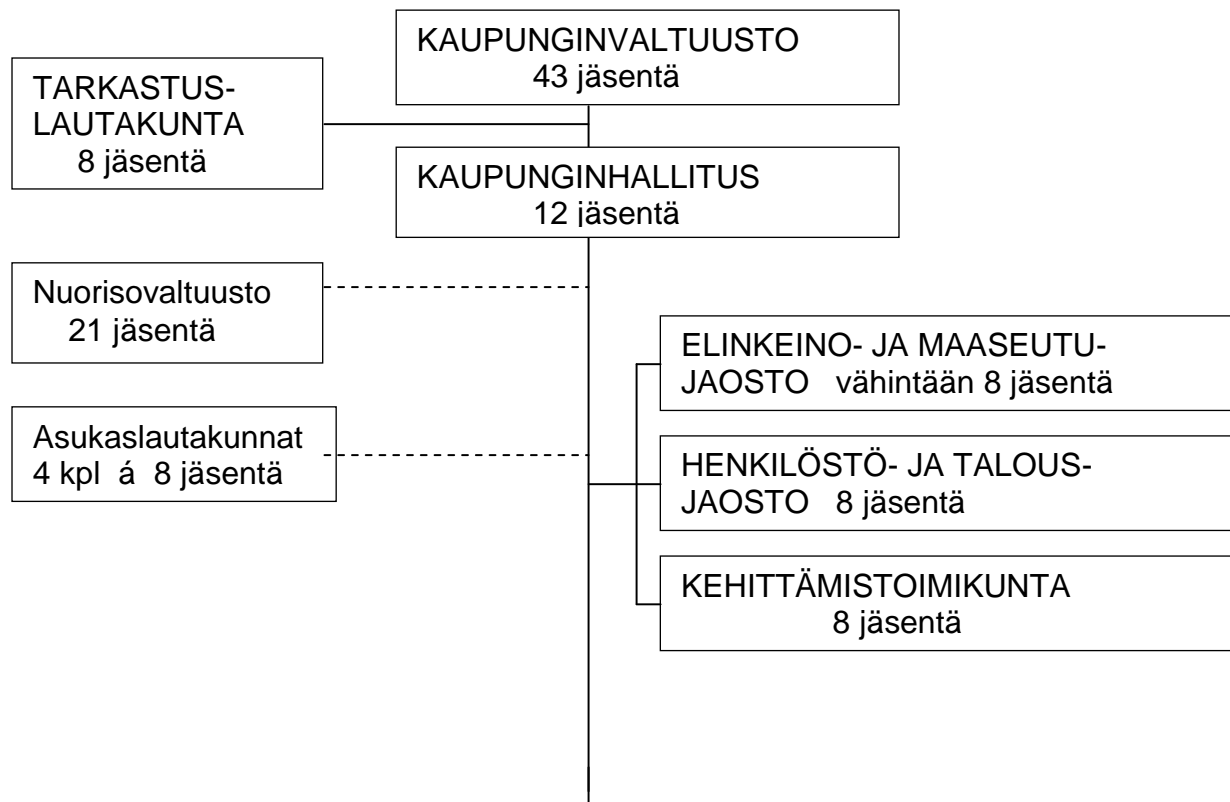 KAUPUNGINVALTUUSTO
43 jäsentä
TARKASTUS-
LAUTAKUNTA
8 jäsentä
KAUPUNGINHALLITUS
12 jäsentä
Nuorisovaltuusto
21 jäsentä
ELINKEINO- JA MAASEUTU-
JAOSTO vähintään 8 jäsentä
Asukaslautakunnat
4 kpl á 8 jäsentä
HENKILÖSTÖ- JA TALOUS-
JAOSTO 8 jäsentä
KEHITTÄMISTOIMIKUNTA
8 jäsentä